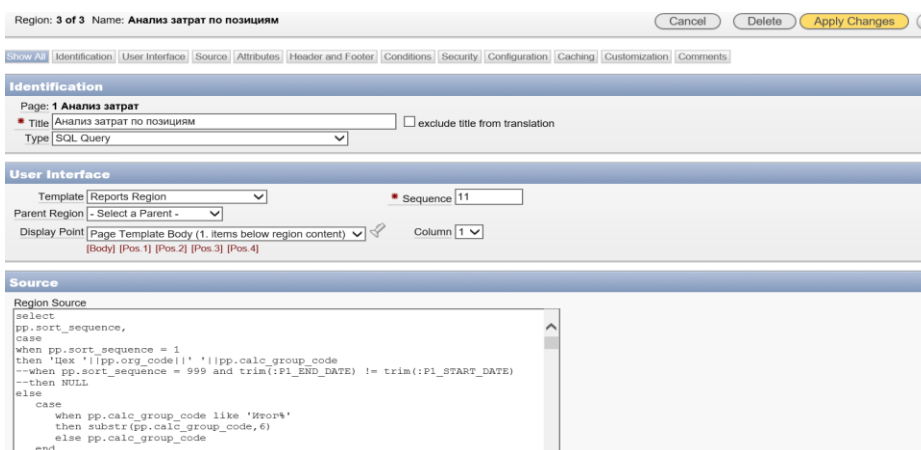 Region: 3 of 3 Name: Анализ затрат по позициям
Cancel Delete Apply Changes
Show All Identification User Interface Source Attributes Header and Footer Conditions Security Configuration Caching Customization Comments
Identification
Page: 1 Анализ затрат
* Title Анализ затрат по позициям exclude title from translation
Type SQL Query
User Interface
Template Reports Region * Sequence 11
Parent Region - Select a Parent -
Display Point Page Template Body (1. items below region content) Column 1
[Body] [Pos.1] [Pos.2] [Pos.3] [Pos.4]
Source
Region Source
select
pp.sort_sequence,
case
when pp.sort_sequence = 1
then 'Цех '||pp.org_code||' '||pp.calc_group_code
--when pp.sort_sequence = 999 and trim(:P1_END_DATE) != trim(:P1_START_DATE)
--then NULL
else
case
when pp.calc_group_code like 'Итог%'
then substr(pp.calc_group_code,6)
else pp.calc_group_code
end